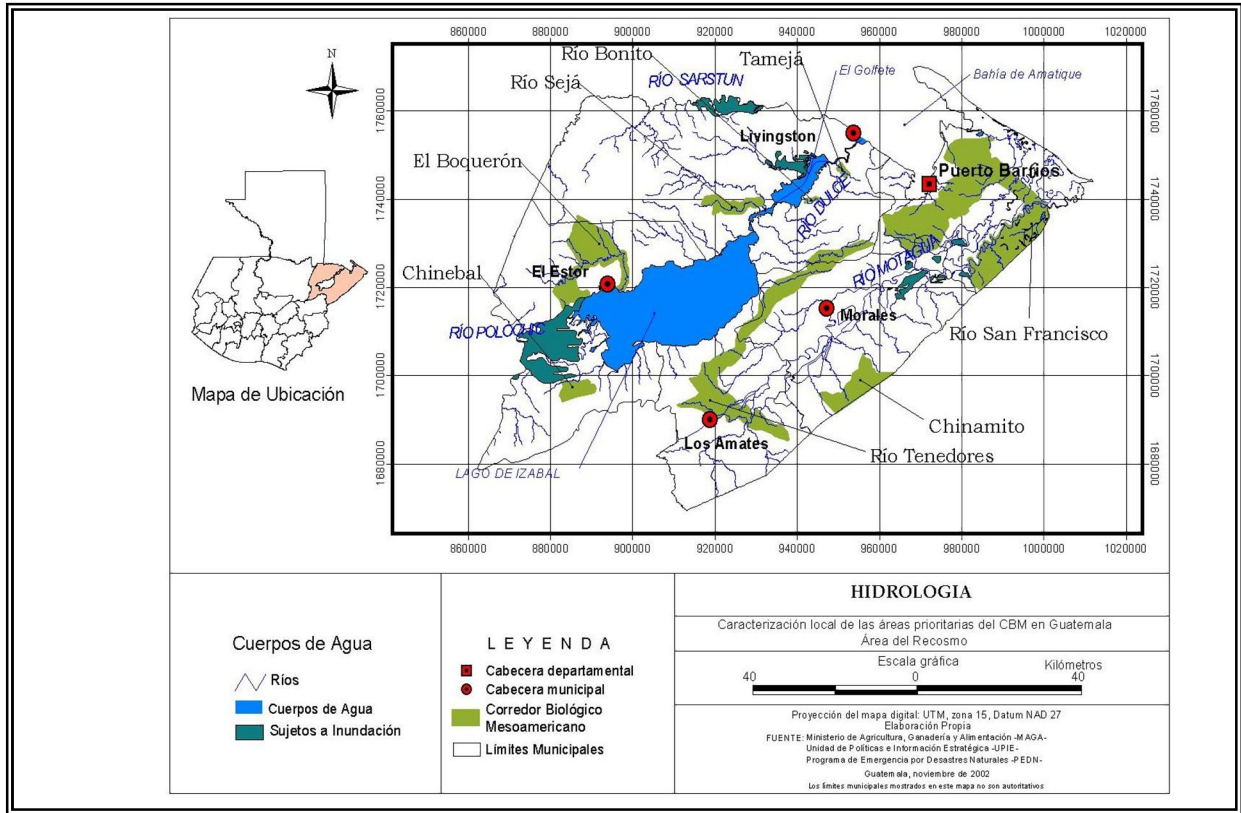 N
Mapa de Ubicación
860000 880000 900000 920000 940000 960000 980000 1000000 1020000
1760000
1740000
1720000
1700000
1680000
1760000
1740000
1720000
1700000
1680000
Río Bonito
Tamejá
Río Sejá
RÍO SARSTUN
El Golfete
Bahía de Amatique
Livingston
El Boquerón
Puerto Barrios
RÍO DULCE
Chinebal
El Estor
RÍO MOTAGUA
RÍO POLOCHIC
Morales
Río San Francisco
Chinamito
Los Amates
Río Tenedores
LAGO DE IZABAL
860000 880000 900000 920000 940000 960000 980000 1000000 1020000
Cuerpos de Agua
Ríos
Cuerpos de Agua
Sujetos a Inundación
LEYENDA
Cabecera departamental
Cabecera municipal
Corredor Biológico
Mesoamericano
Límites Municipales
HIDROLOGIA
Caracterización local de las áreas prioritarias del CBM en Guatemala
Área del Recosmo
Escala gráfica
Kilómetros
40 0 40
Proyección del mapa digital: UTM, zona 15, Datum NAD 27
Elaboración Propia
FUENTE: Ministerio de Agricultura, Ganadería y Alimentación -MAGA-
Unidad de Políticas e Información Estratégica -UPIE-
Programa de Emergencia por Desastres Naturales -PEDN-
Guatemala, noviembre de 2002
Los límites municipales mostrados en este mapa no son autoritativos